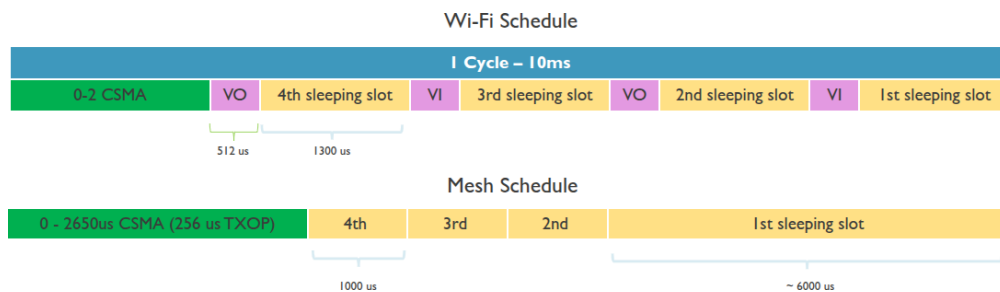 Wi-Fi Schedule
1 Cycle – 10ms
0-2 CSMA VO 4th sleeping slot VI 3rd sleeping slot VO 2nd sleeping slot VI 1st sleeping slot
512 us 1300 us
Mesh Schedule
0 - 2650us CSMA (256 us TXOP) 4th 3rd 2nd 1st sleeping slot
1000 us ~ 6000 us